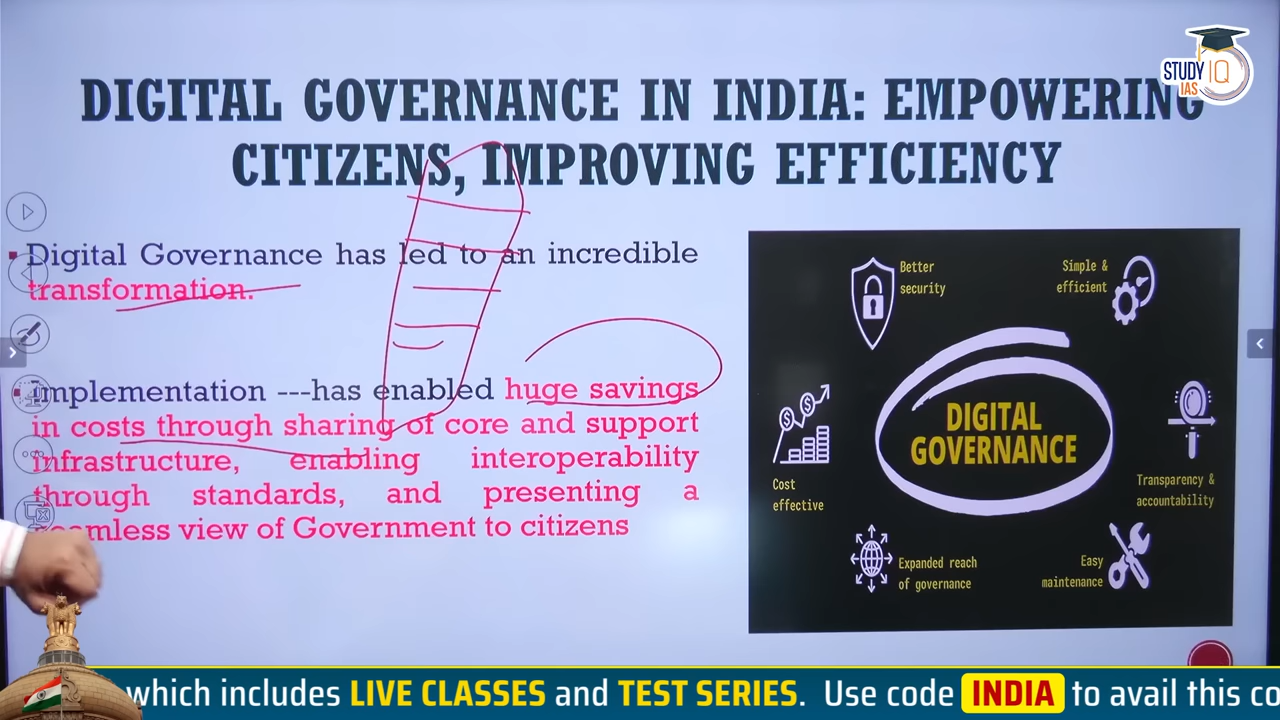 STUDY IQ
IAS
DIGITAL GOVERNANCE IN INDIA: EMPOWERING
CITIZENS, IMPROVING EFFICIENCY
Digital Governance has led to an incredible
transformation.
Implementation ---has enabled huge savings
in costs through sharing of core and support
infrastructure, enabling interoperability
through standards, and presenting a
seamless view of Government to citizens
Better
security
Simple &
efficient
DIGITAL
GOVERNANCE
Cost
effective
Transparency &
accountability
Expanded reach
of governance
Easy
maintenance
which includes LIVE CLASSES and TEST SERIES. Use code INDIA to avail this co